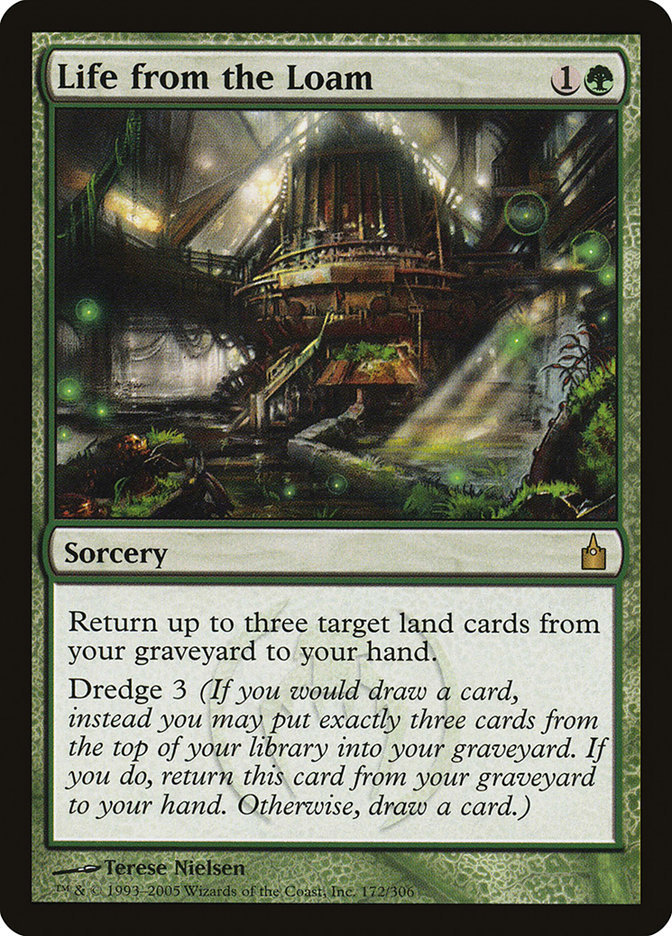 Life from the Loam 1
Sorcery
Return up to three target land cards from
your graveyard to your hand.
Dredge 3 (If you would draw a card,
instead you may put exactly three cards from
the top of your library into your graveyard. If
you do, return this card from your graveyard
to your hand. Otherwise, draw a card.)
Terese Nielsen
™ & © 1993–2005 Wizards of the Coast, Inc. 172/306